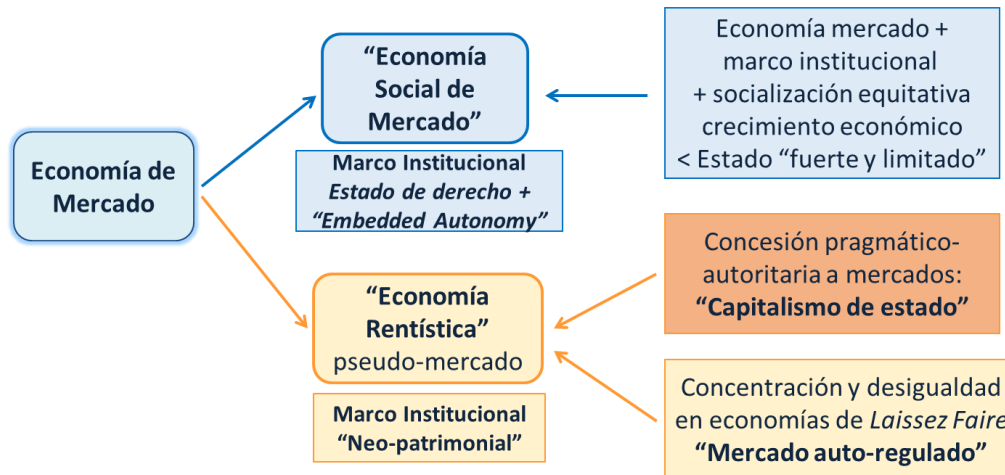 Economía de
Mercado
“Economía
Social de
Mercado”
Marco Institucional
Estado de derecho +
“Embedded Autonomy”
Economía mercado +
marco institucional
+ socialización equitativa
crecimiento económico
< Estado “fuerte y limitado”
“Economía
Rentística”
pseudo-mercado
Marco Institucional
“Neo-patrimonial”
Concesión pragmático-
autoritaria a mercados:
“Capitalismo de estado”
Concentración y desigualdad
en economías de Laissez Faire
“Mercado auto-regulado”